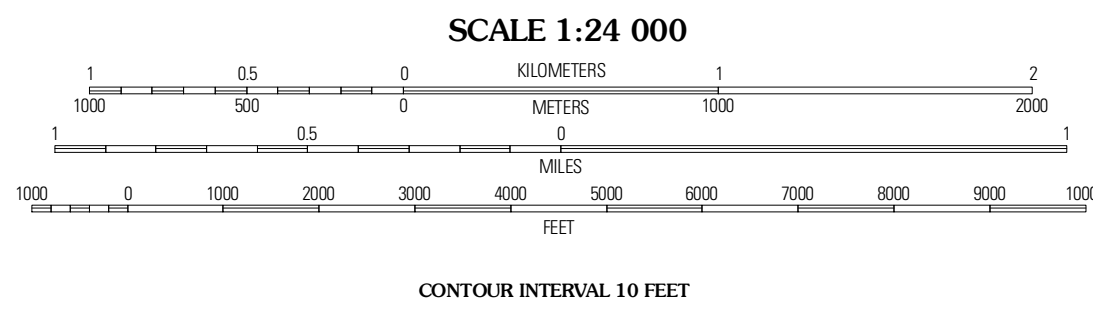 SCALE 1:24 000
1 0.5 0 KILOMETERS 1 2
1000 500 0 METERS 1000 2000
1 0.5 0 1
MILES
1000 0 1000 2000 3000 4000 5000 6000 7000 8000 9000 1000
FEET
CONTOUR INTERVAL 10 FEET